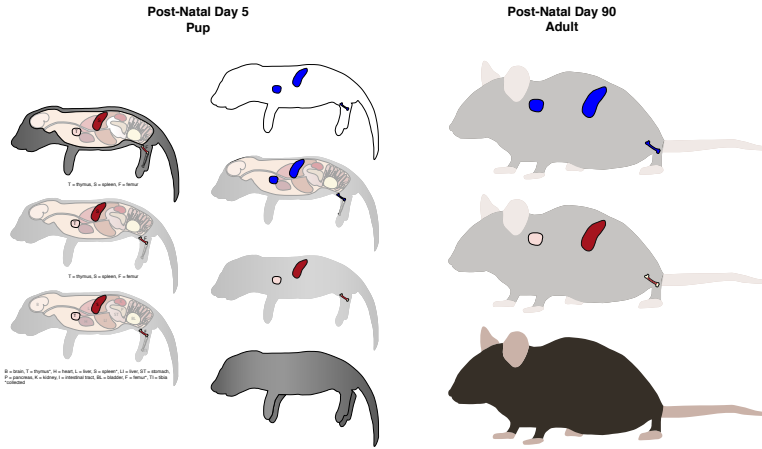 Post-Natal Day 5
Pup
Post-Natal Day 90
Adult
T = thymus, S = spleen, F = femur
T = thymus, S = spleen, F = femur
B = brain, T = thymus*, H = heart, L = liver, S = spleen*, LI = liver, ST = stomach,
P = pancreas, K = kidney, I = intestinal tract, BL = bladder, F = femur*, TI = tibia
*collected